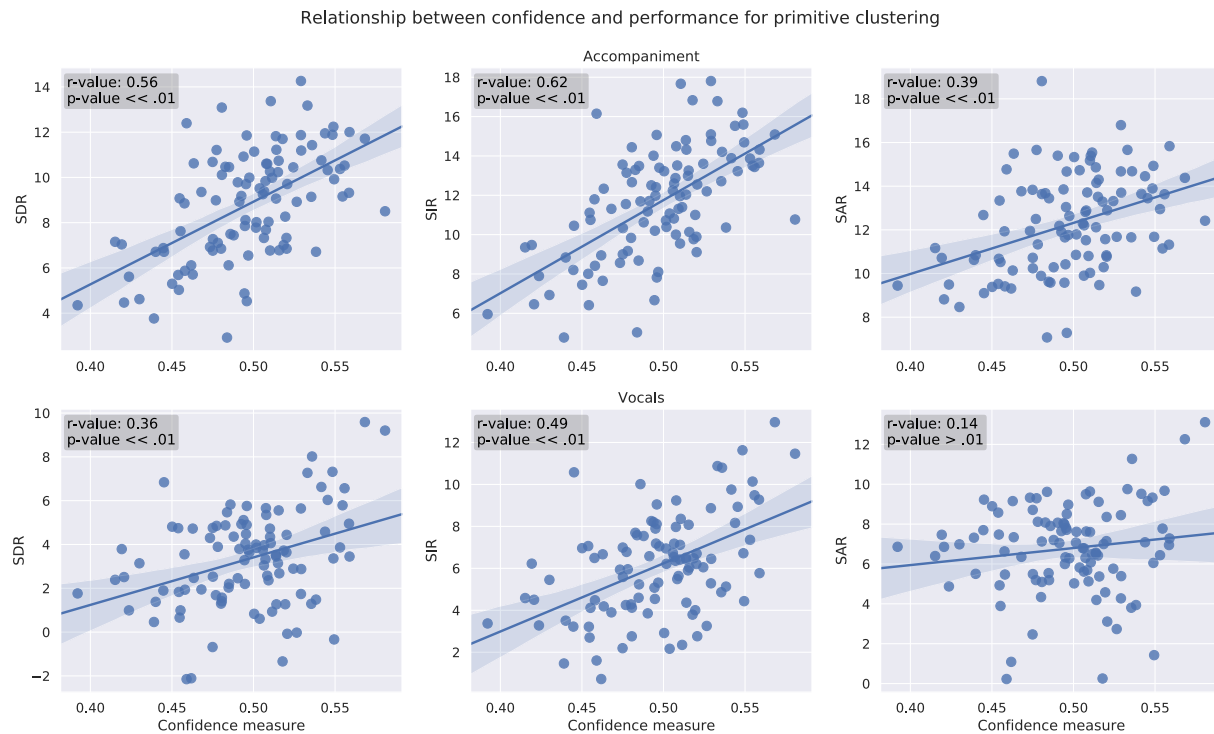 Relationship between confidence and performance for primitive clustering
Accompaniment
r-value: 0.56
p-value << .01
SDR
14
12
10
8
6
4
0.40 0.45 0.50 0.55
r-value: 0.62
p-value << .01
SIR
18
16
14
12
10
8
6
0.40 0.45 0.50 0.55
r-value: 0.39
p-value << .01
SAR
18
16
14
12
10
8
0.40 0.45 0.50 0.55
Vocals
r-value: 0.36
p-value << .01
SDR
10
8
6
4
2
0
−2
0.40 0.45 0.50 0.55
Confidence measure
r-value: 0.49
p-value << .01
SIR
12
10
8
6
4
2
0.40 0.45 0.50 0.55
Confidence measure
r-value: 0.14
p-value > .01
SAR
12
10
8
6
4
2
0
0.40 0.45 0.50 0.55
Confidence measure